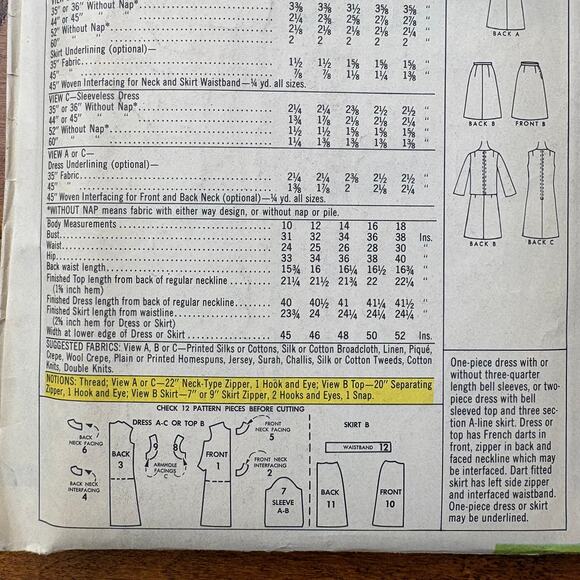 35" or 36" Without Nap* 3⅜ 3⅜ 3½ 3⅝ 3⅝ "
44" or 45" " " 2¼ 2⅜ 2⅝ 2¾ 2¾ "
52" Without Nap* 2⅛ 2⅛ 2⅛ 2⅛ 2¼ "
60" " " 2 2 2 2 2 "
Skirt Underlining (optional)—
35" Fabric 1½ 1½ 1⅝ 1⅝ 1⅝ "
45" " ⅞ ⅞ 1⅛ 1¼ 1⅜ "
45" Woven Interfacing for Neck and Skirt Waistband—¾ yd. all sizes.
VIEW C—Sleeveless Dress
35" or 36" Without Nap* 2¼ 2¼ 2⅜ 2½ 2½ "
44" or 45" " " 1¾ 1⅞ 2 2⅛ 2¼ "
52" Without Nap* 1½ 1½ 1⅝ 1⅝ 1⅝ "
60" " " 1¼ 1⅜ 1⅜ 1⅜ 1⅜ "
VIEW A or C—
Dress Underlining (optional)—
35" Fabric 2¼ 2¼ 2⅜ 2½ 2½ "
45" " 1¾ 1⅞ 2 2⅛ 2¼ "
45" Woven Interfacing for Front and Back Neck (optional)—¼ yd. all sizes.
*WITHOUT NAP means fabric with either way design, or without nap or pile.
Body Measurements 10 12 14 16 18
Bust 31 32 34 36 38 Ins.
Waist 24 25 26 28 30 "
Hip 33 34 36 38 40 "
Back waist length 15¾ 16 16¼ 16½ 16¾ "
Finished Top length from back of regular neckline 21¼ 21½ 21¾ 22 22¼ "
(1⅝ inch hem)
Finished Dress length from back of regular neckline 40 40½ 41 41¼ 41½ "
Finished Skirt length from waistline 23¾ 24 24¼ 24¼ 24¼ "
(2⅝ inch hem for Dress or Skirt)
Width at lower edge of Dress or Skirt 45 46 48 50 52 Ins.
SUGGESTED FABRICS: View A, B or C—Printed Silks or Cottons, Silk or Cotton Broadcloth, Linen, Piqué,
Crepe, Wool Crepe, Plain or Printed Homespuns, Jersey, Surah, Challis, Silk or Cotton Tweeds, Cotton
Knits, Double Knits.
NOTIONS: Thread; View A or C—22" Neck-Type Zipper, 1 Hook and Eye; View B Top—20" Separating
Zipper, 1 Hook and Eye; View B Skirt—7" or 9" Skirt Zipper, 2 Hooks and Eyes, 1 Snap.
CHECK 12 PATTERN PIECES BEFORE CUTTING
DRESS A-C OR TOP B
SKIRT B
BACK
NECK FACING
6
BACK NECK
INTERFACING
4
BACK
3
9
8
ARMHOLE
FACINGS
C
FRONT
1
FRONT
NECK FACING
5
FRONT NECK
INTERFACING
2
7
SLEEVE
A-B
WAISTBAND 12
BACK
11
FRONT
10
BACK A
BACK B
FRONT B
BACK B
BACK C
One-piece dress with or
without three-quarter
length bell sleeves, or two-
piece dress with bell
sleeved top and three sec
tion A-line skirt. Dress or
top has French darts in
front, zipper in back and
faced neckline which may
be interfaced. Dart fitted
skirt has left side zipper
and interfaced waistband.
One-piece dress or skirt
may be underlined.